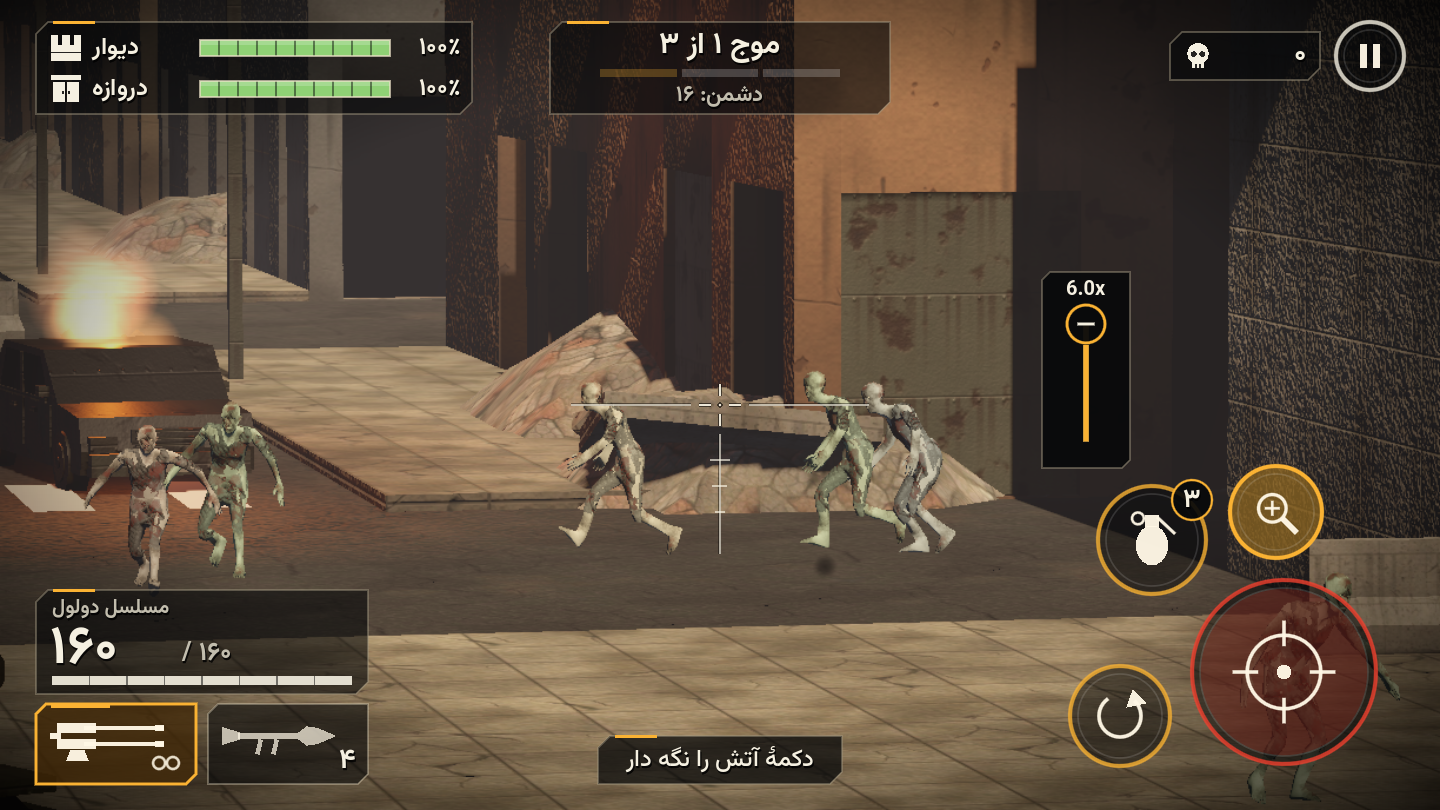 دیوار ۱۰۰٪
دروازه ۱۰۰٪
موج ۱ از ۳
دشمن: ۱۶
۰
6.0x
۳
مسلسل دولول
۱۶۰ / ۱۶۰
∞
۴
دکمهٔ آتش را نگه دار